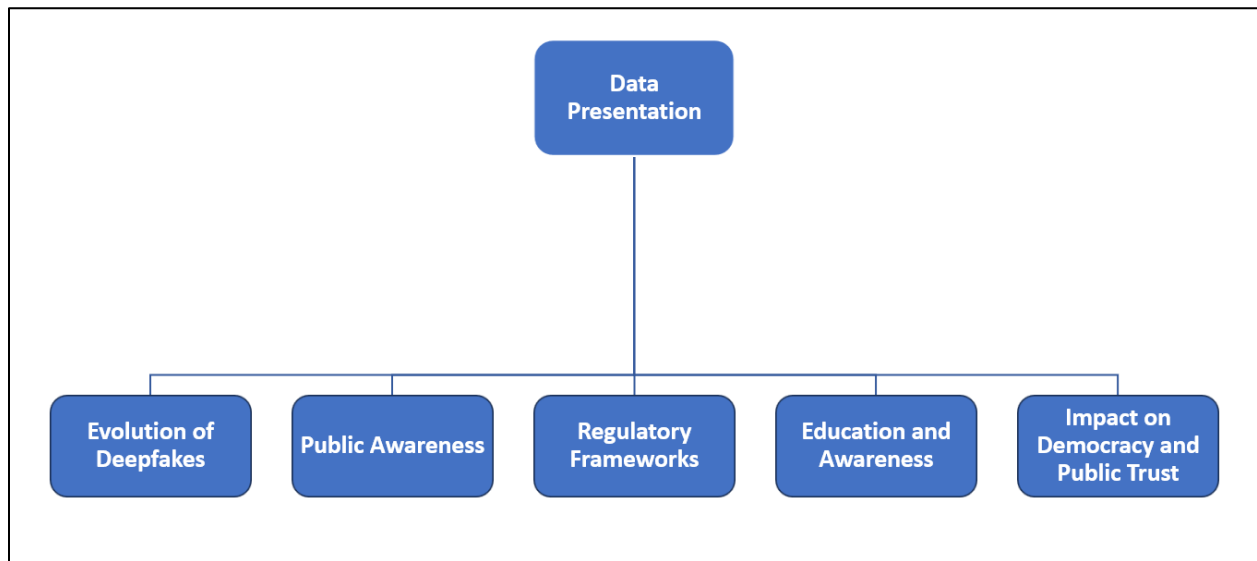 Data
Presentation
Evolution of
Deepfakes
Public Awareness
Regulatory
Frameworks
Education and
Awareness
Impact on
Democracy and
Public Trust